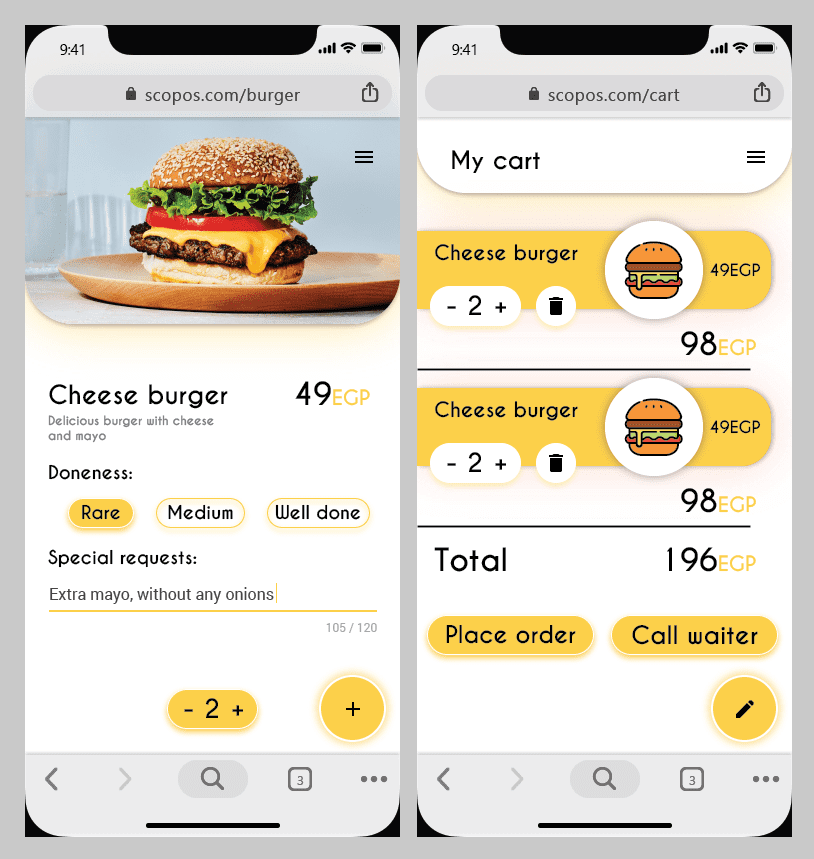 9:41
scopos.com/burger
Cheese burger
49EGP
Delicious burger with cheese
and mayo
Doneness:
Rare
Medium
Well done
Special requests:
Extra mayo, without any onions
105 / 120
- 2 +
+
3
9:41
scopos.com/cart
My cart
Cheese burger
49EGP
- 2 +
98EGP
Cheese burger
49EGP
- 2 +
98EGP
Total
196EGP
Place order
Call waiter
3